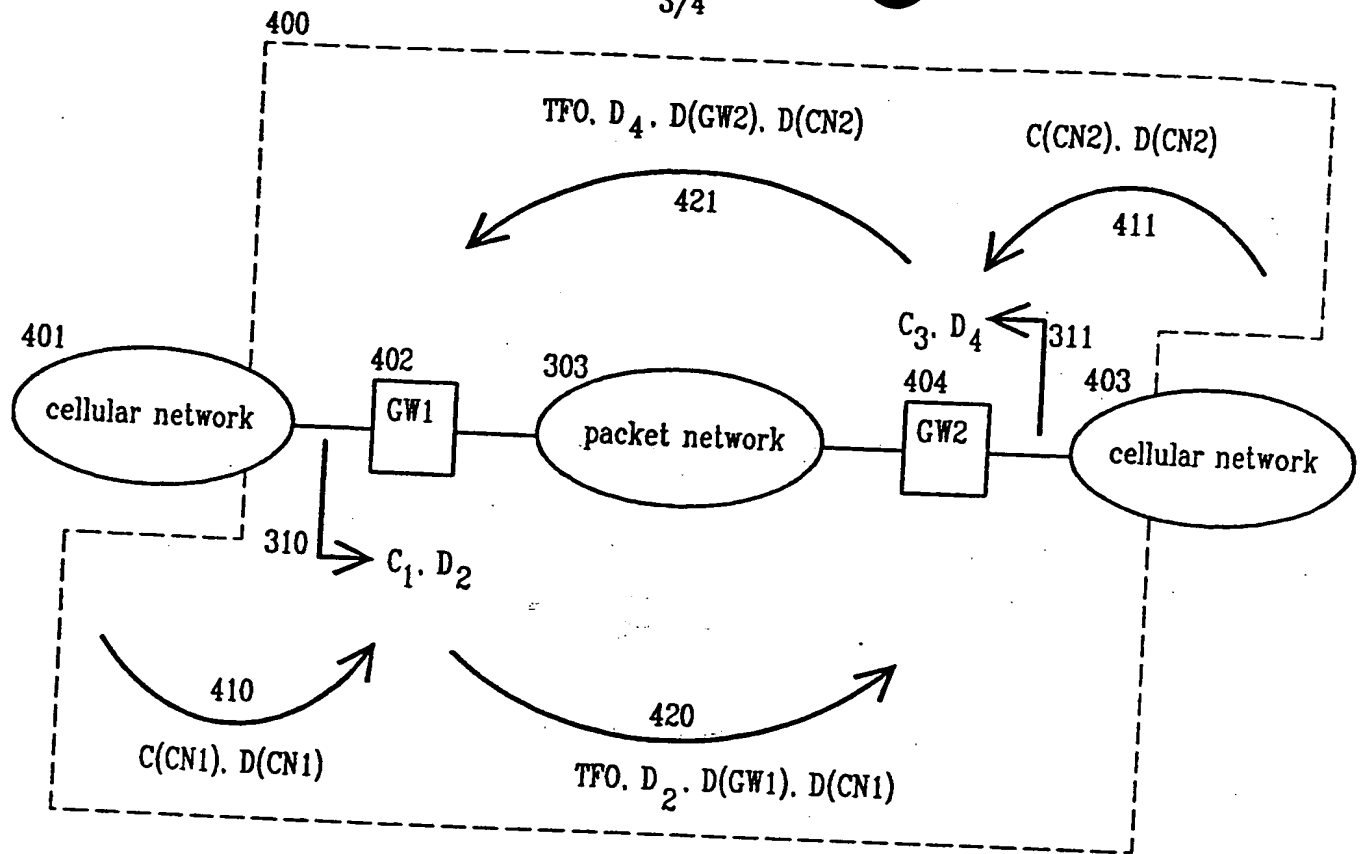 3/4
400
TFO, D4, D(GW2), D(CN2)
C(CN2), D(CN2)
421
411
C3, D4
311
401
402
303
404
403
cellular network
GW1
packet network
GW2
cellular network
310
C1, D2
410
420
C(CN1), D(CN1)
TFO, D2, D(GW1), D(CN1)